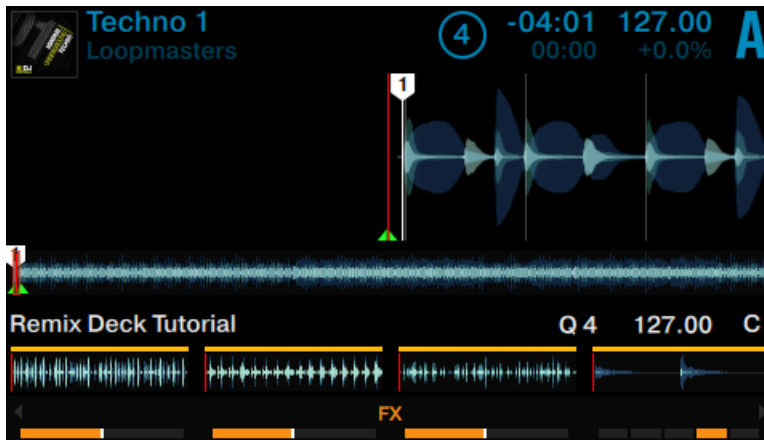 Techno 1
Loopmasters
4
-04:01
00:00
127.00
+0.0%
A
1
1
Remix Deck Tutorial
Q 4
127.00
C
FX